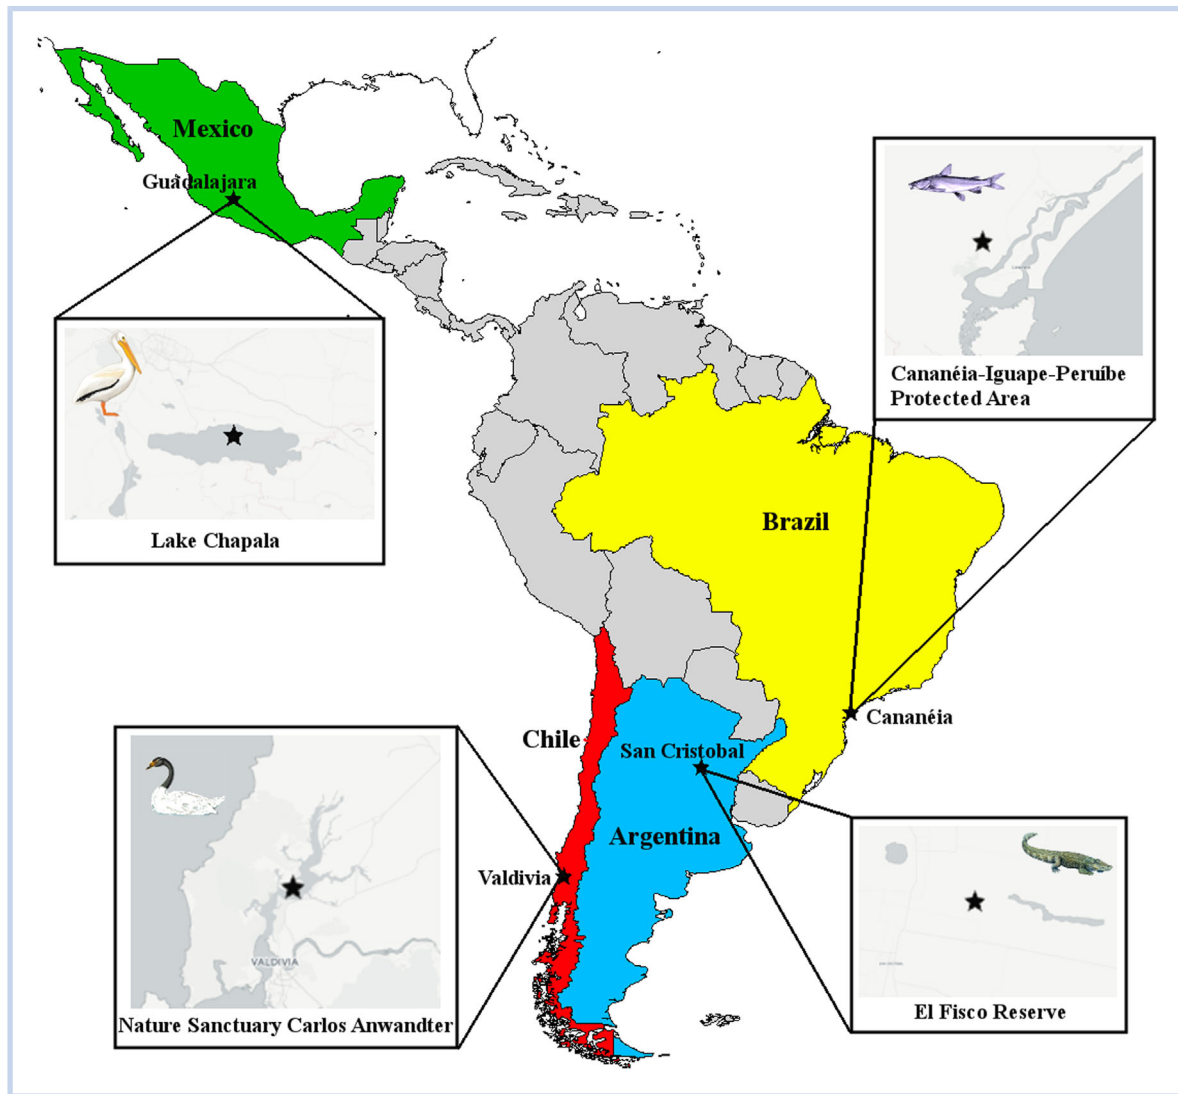 Mexico
Guadalajara
Lake Chapala
Cananéia-Iguape-Peruíbe
Protected Area
Brazil
Cananéia
Chile
San Cristobal
Argentina
Valdivia
VALDIVIA
Nature Sanctuary Carlos Anwandter
El Fisco Reserve